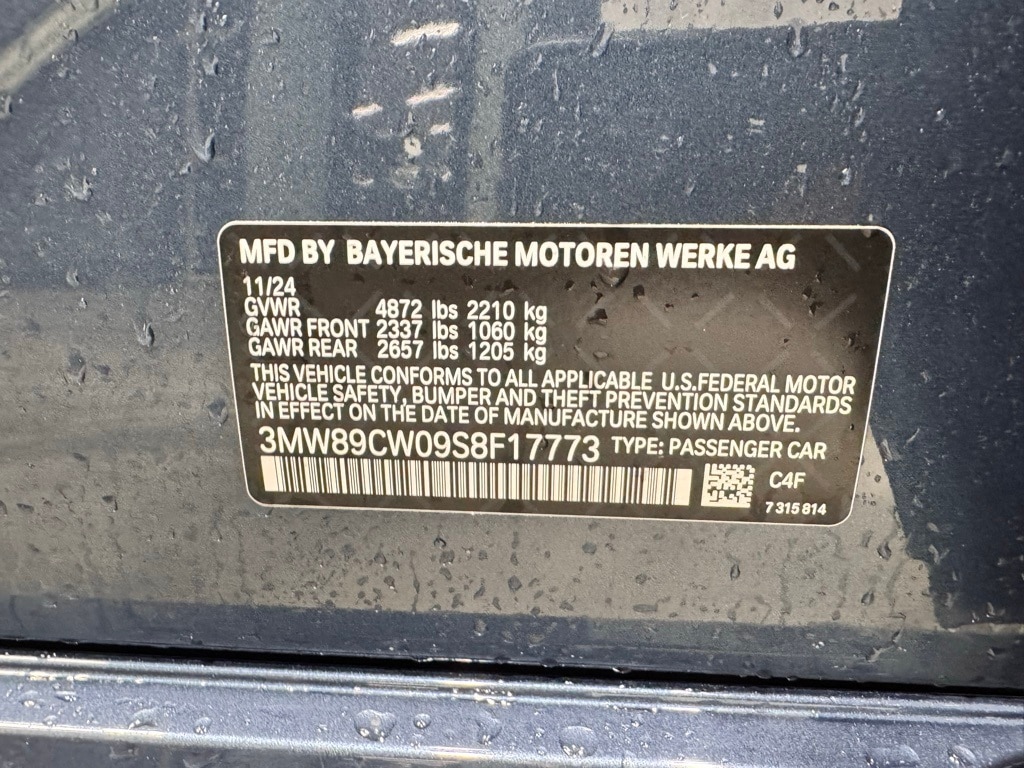 MFD BY BAYERISCHE MOTOREN WERKE AG
11/24
GVWR 4872 lbs 2210 kg
GAWR FRONT 2337 lbs 1060 kg
GAWR REAR 2657 lbs 1205 kg
THIS VEHICLE CONFORMS TO ALL APPLICABLE U.S.FEDERAL MOTOR
VEHICLE SAFETY, BUMPER AND THEFT PREVENTION STANDARDS
IN EFFECT ON THE DATE OF MANUFACTURE SHOWN ABOVE.
3MW89CW09S8F17773 TYPE: PASSENGER CAR
C4F
7 315 814